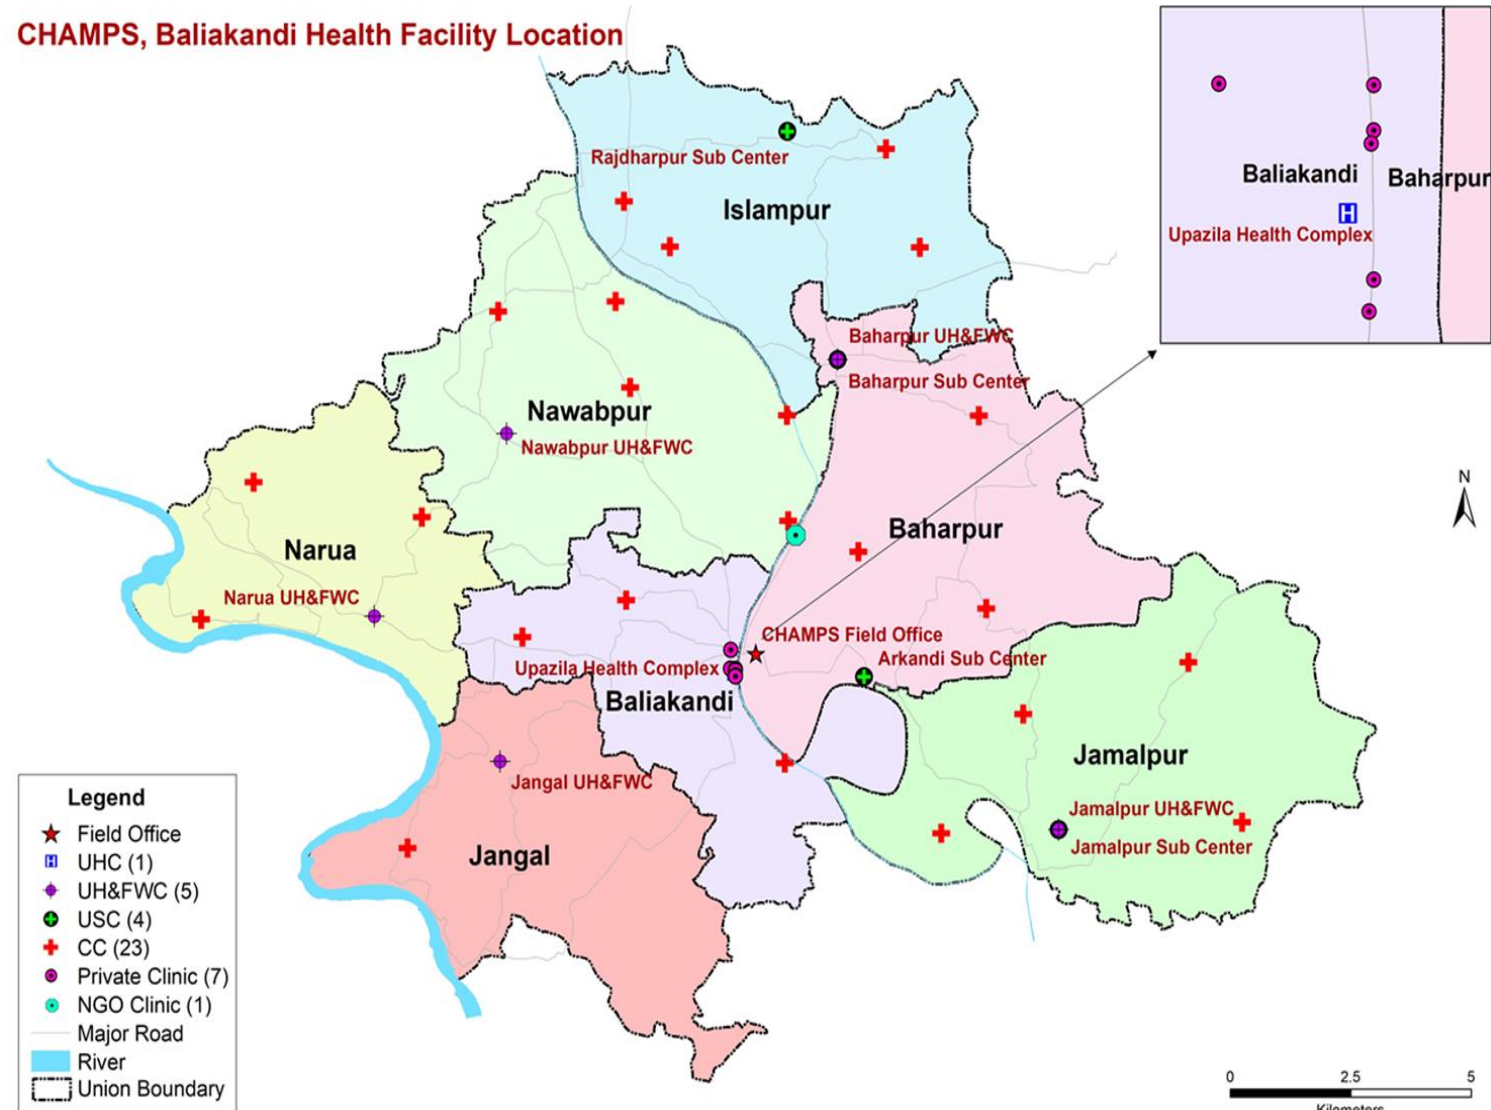 CHAMPS, Baliakandi Health Facility Location
Rajdharpur Sub Center
Islampur
Baliakandi
Baharpur
Upazila Health Complex
Baharpur UH&FWC
Baharpur Sub Center
Nawabpur
Nawabpur UH&FWC
N
Baharpur
Narua
Narua UH&FWC
CHAMPS Field Office
Arkandi Sub Center
Upazila Health Complex
Baliakandi
Jamalpur
Jangal UH&FWC
Jamalpur UH&FWC
Jamalpur Sub Center
Jangal
Legend
Field Office
H UHC (1)
UH&FWC (5)
USC (4)
CC (23)
Private Clinic (7)
NGO Clinic (1)
Major Road
River
Union Boundary
0 2.5 5
Kilometers
H